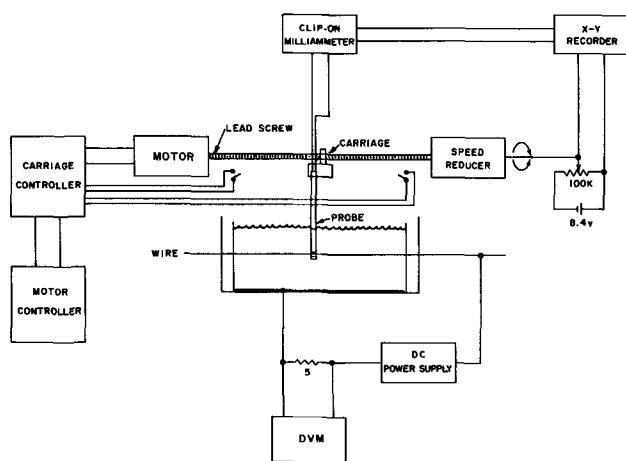 CLIP-ON
MILLIAMMETER
X-Y
RECORDER
LEAD SCREW
CARRIAGE
MOTOR
SPEED
REDUCER
CARRIAGE
CONTROLLER
100K
8.4v
PROBE
WIRE
MOTOR
CONTROLLER
DC
POWER SUPPLY
5
DVM